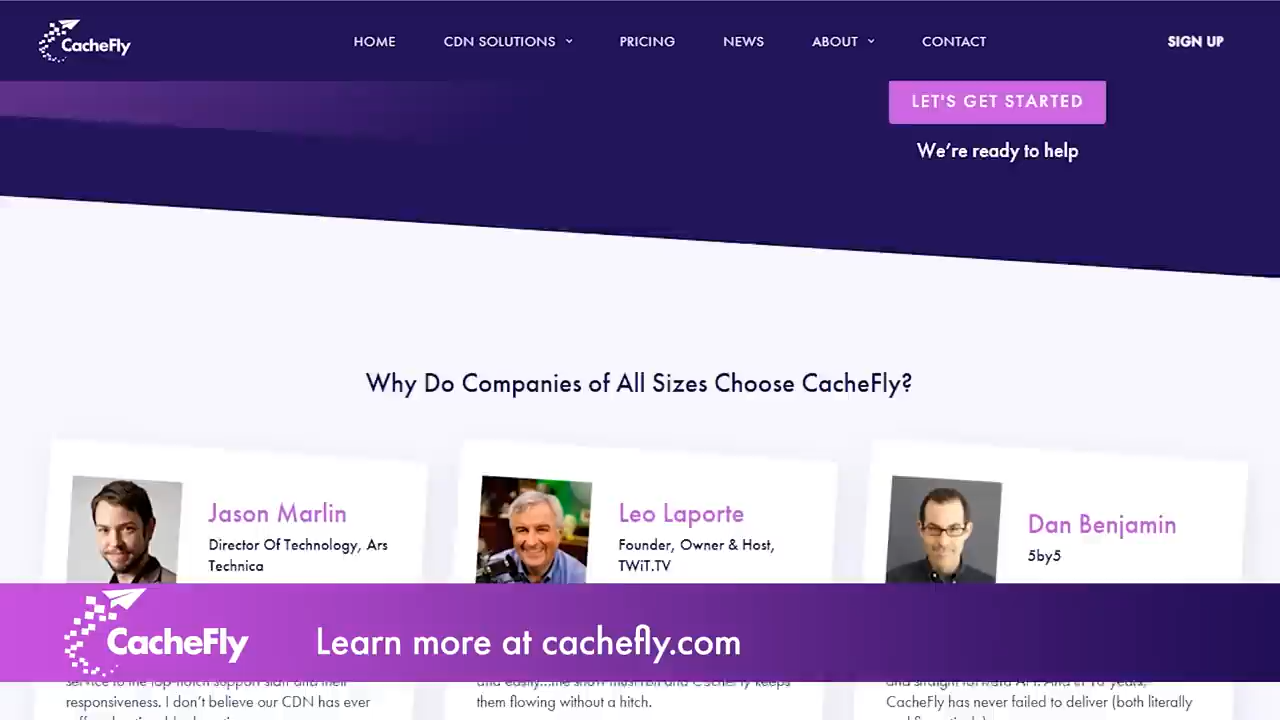 CacheFly
HOME CDN SOLUTIONS PRICING NEWS ABOUT CONTACT SIGN UP
LET'S GET STARTED
We're ready to help
Why Do Companies of All Sizes Choose CacheFly?
Jason Marlin
Director Of Technology, Ars
Technica
Leo Laporte
Founder, Owner & Host,
TWiT.TV
Dan Benjamin
5by5
CacheFly
Learn more at cachefly.com
responsiveness. I don't believe our CDN has ever
them flowing without a hitch.
CacheFly has never failed to deliver (both literally